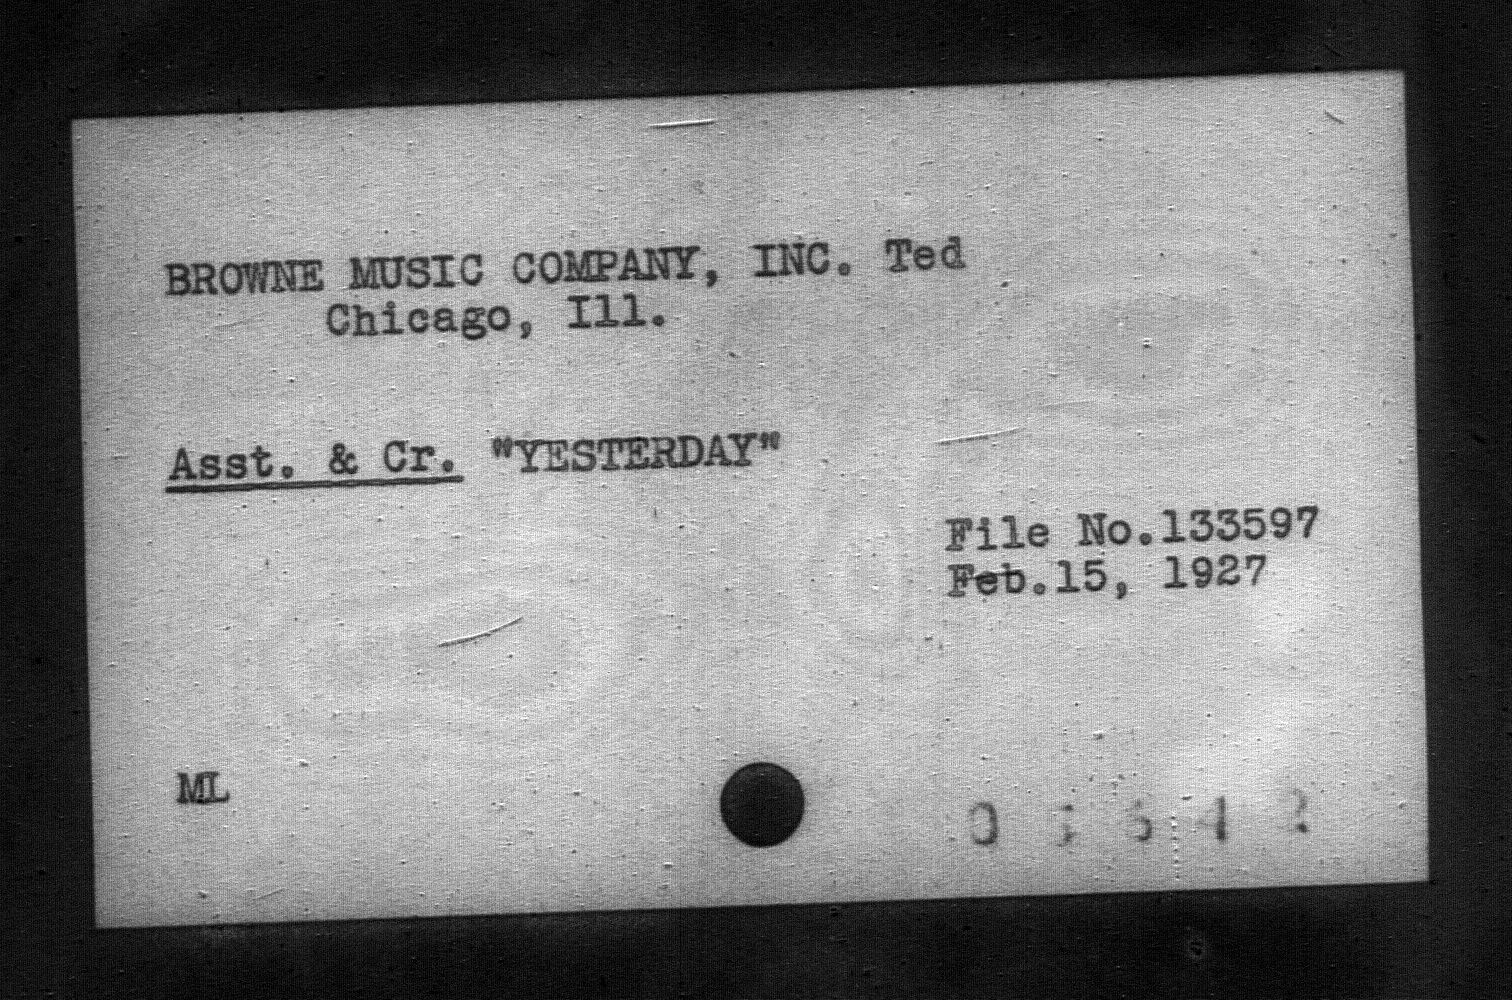 BROWNE MUSIC COMPANY, INC. Ted
Chicago, Ill.
Asst. & Cr. "YESTERDAY"
File No.133597
Feb.15, 1927
ML